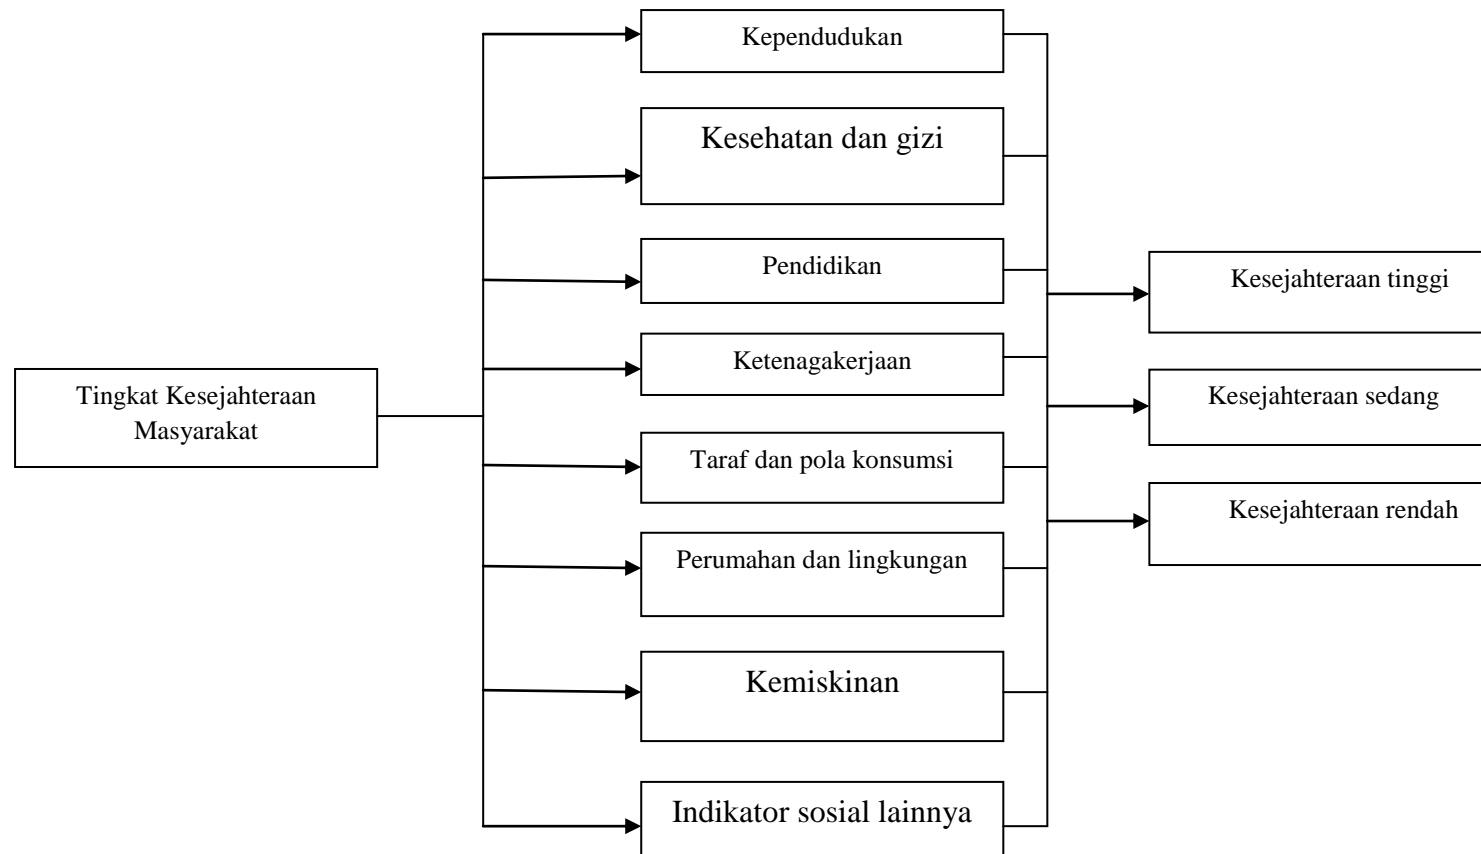 Tingkat Kesejahteraan
Masyarakat
Kependudukan
Kesehatan dan gizi
Pendidikan
Ketenagakerjaan
Taraf dan pola konsumsi
Perumahan dan lingkungan
Kemiskinan
Indikator sosial lainnya
Kesejahteraan tinggi
Kesejahteraan sedang
Kesejahteraan rendah